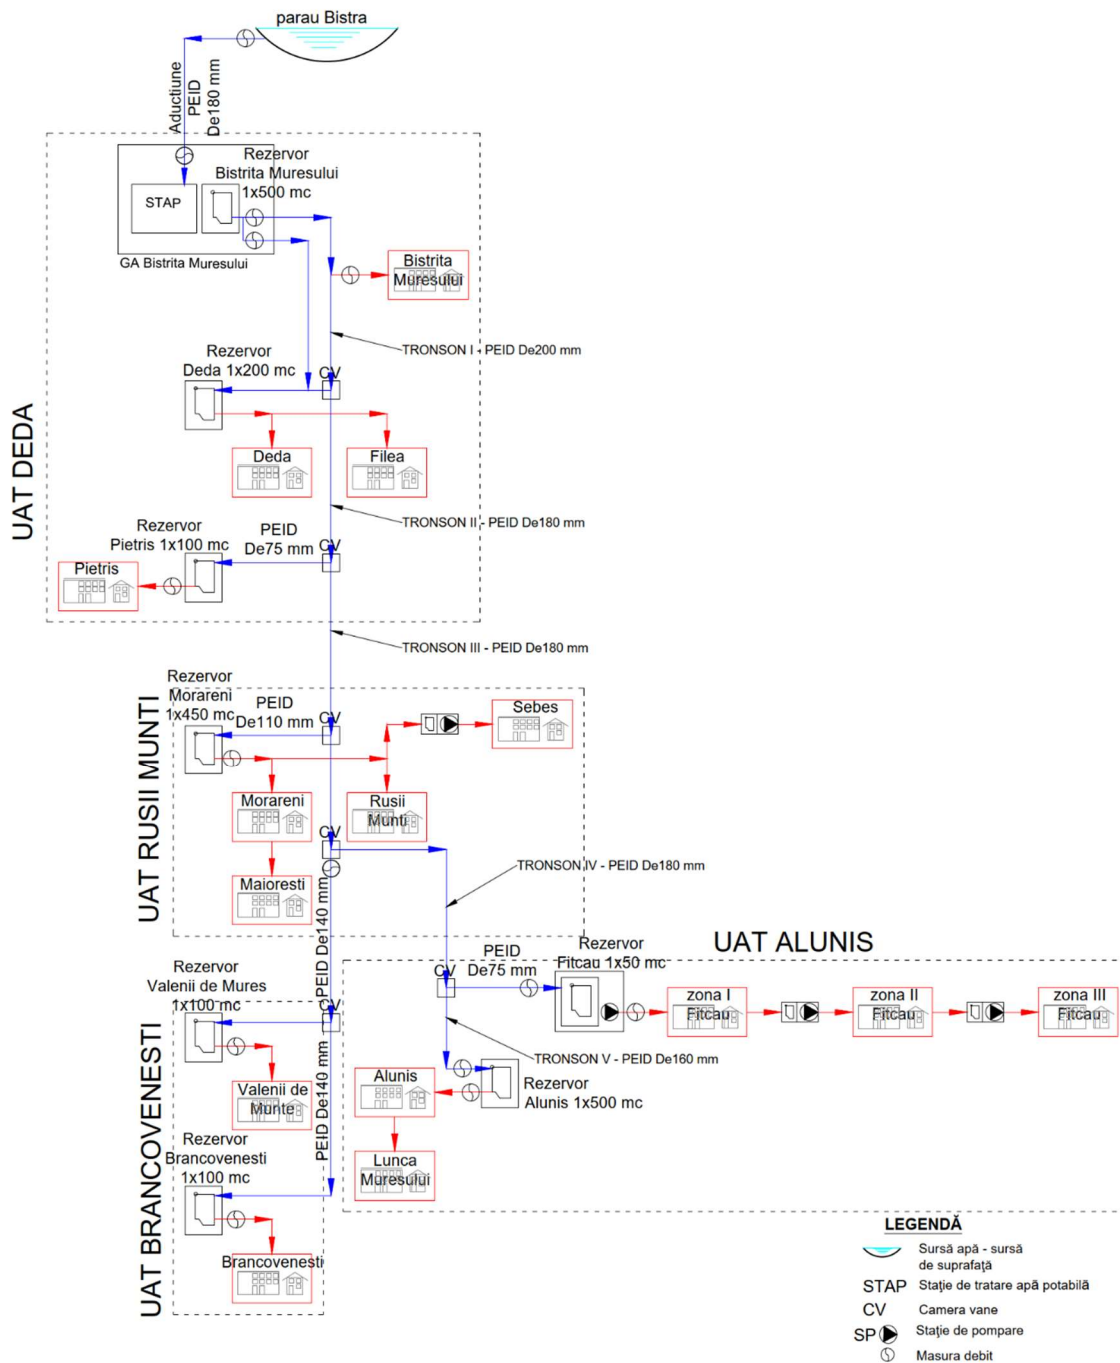 parau Bistra
Aductiune
PEID
De180 mm
Rezervor
Bistrita Muresului
1x500 mc
STAP
GA Bistrita Muresului
Bistrita
Muresului
TRONSON I - PEID De200 mm
Rezervor
Deda 1x200 mc
CV
Deda
Filea
UAT DEDA
TRONSON II - PEID De180 mm
Rezervor
Pietris 1x100 mc
PEID
De75 mm
CV
Pietris
TRONSON III - PEID De180 mm
Rezervor
Morareni
1x450 mc
PEID
De110 mm
CV
Sebes
UAT RUSII MUNTI
Morareni
Rusii
Munti
CV
Maioresti
TRONSON IV - PEID De180 mm
PEID De140 mm
UAT ALUNIS
Rezervor
Valenii de Mures
1x100 mc
CV
PEID
De75 mm
CV
Rezervor
Fitcau 1x50 mc
zona I
Fitcau
zona II
Fitcau
zona III
Fitcau
TRONSON V - PEID De160 mm
UAT BRANCOVENESTI
Valenii de
Munte
PEID De140 mm
Alunis
Rezervor
Alunis 1x500 mc
Rezervor
Brancovenesti
1x100 mc
Lunca
Muresului
Brancovenesti
LEGENDĂ
Sursă apă - sursă
de suprafaţă
STAP Staţie de tratare apă potabilă
CV Camera vane
SP Staţie de pompare
Masura debit